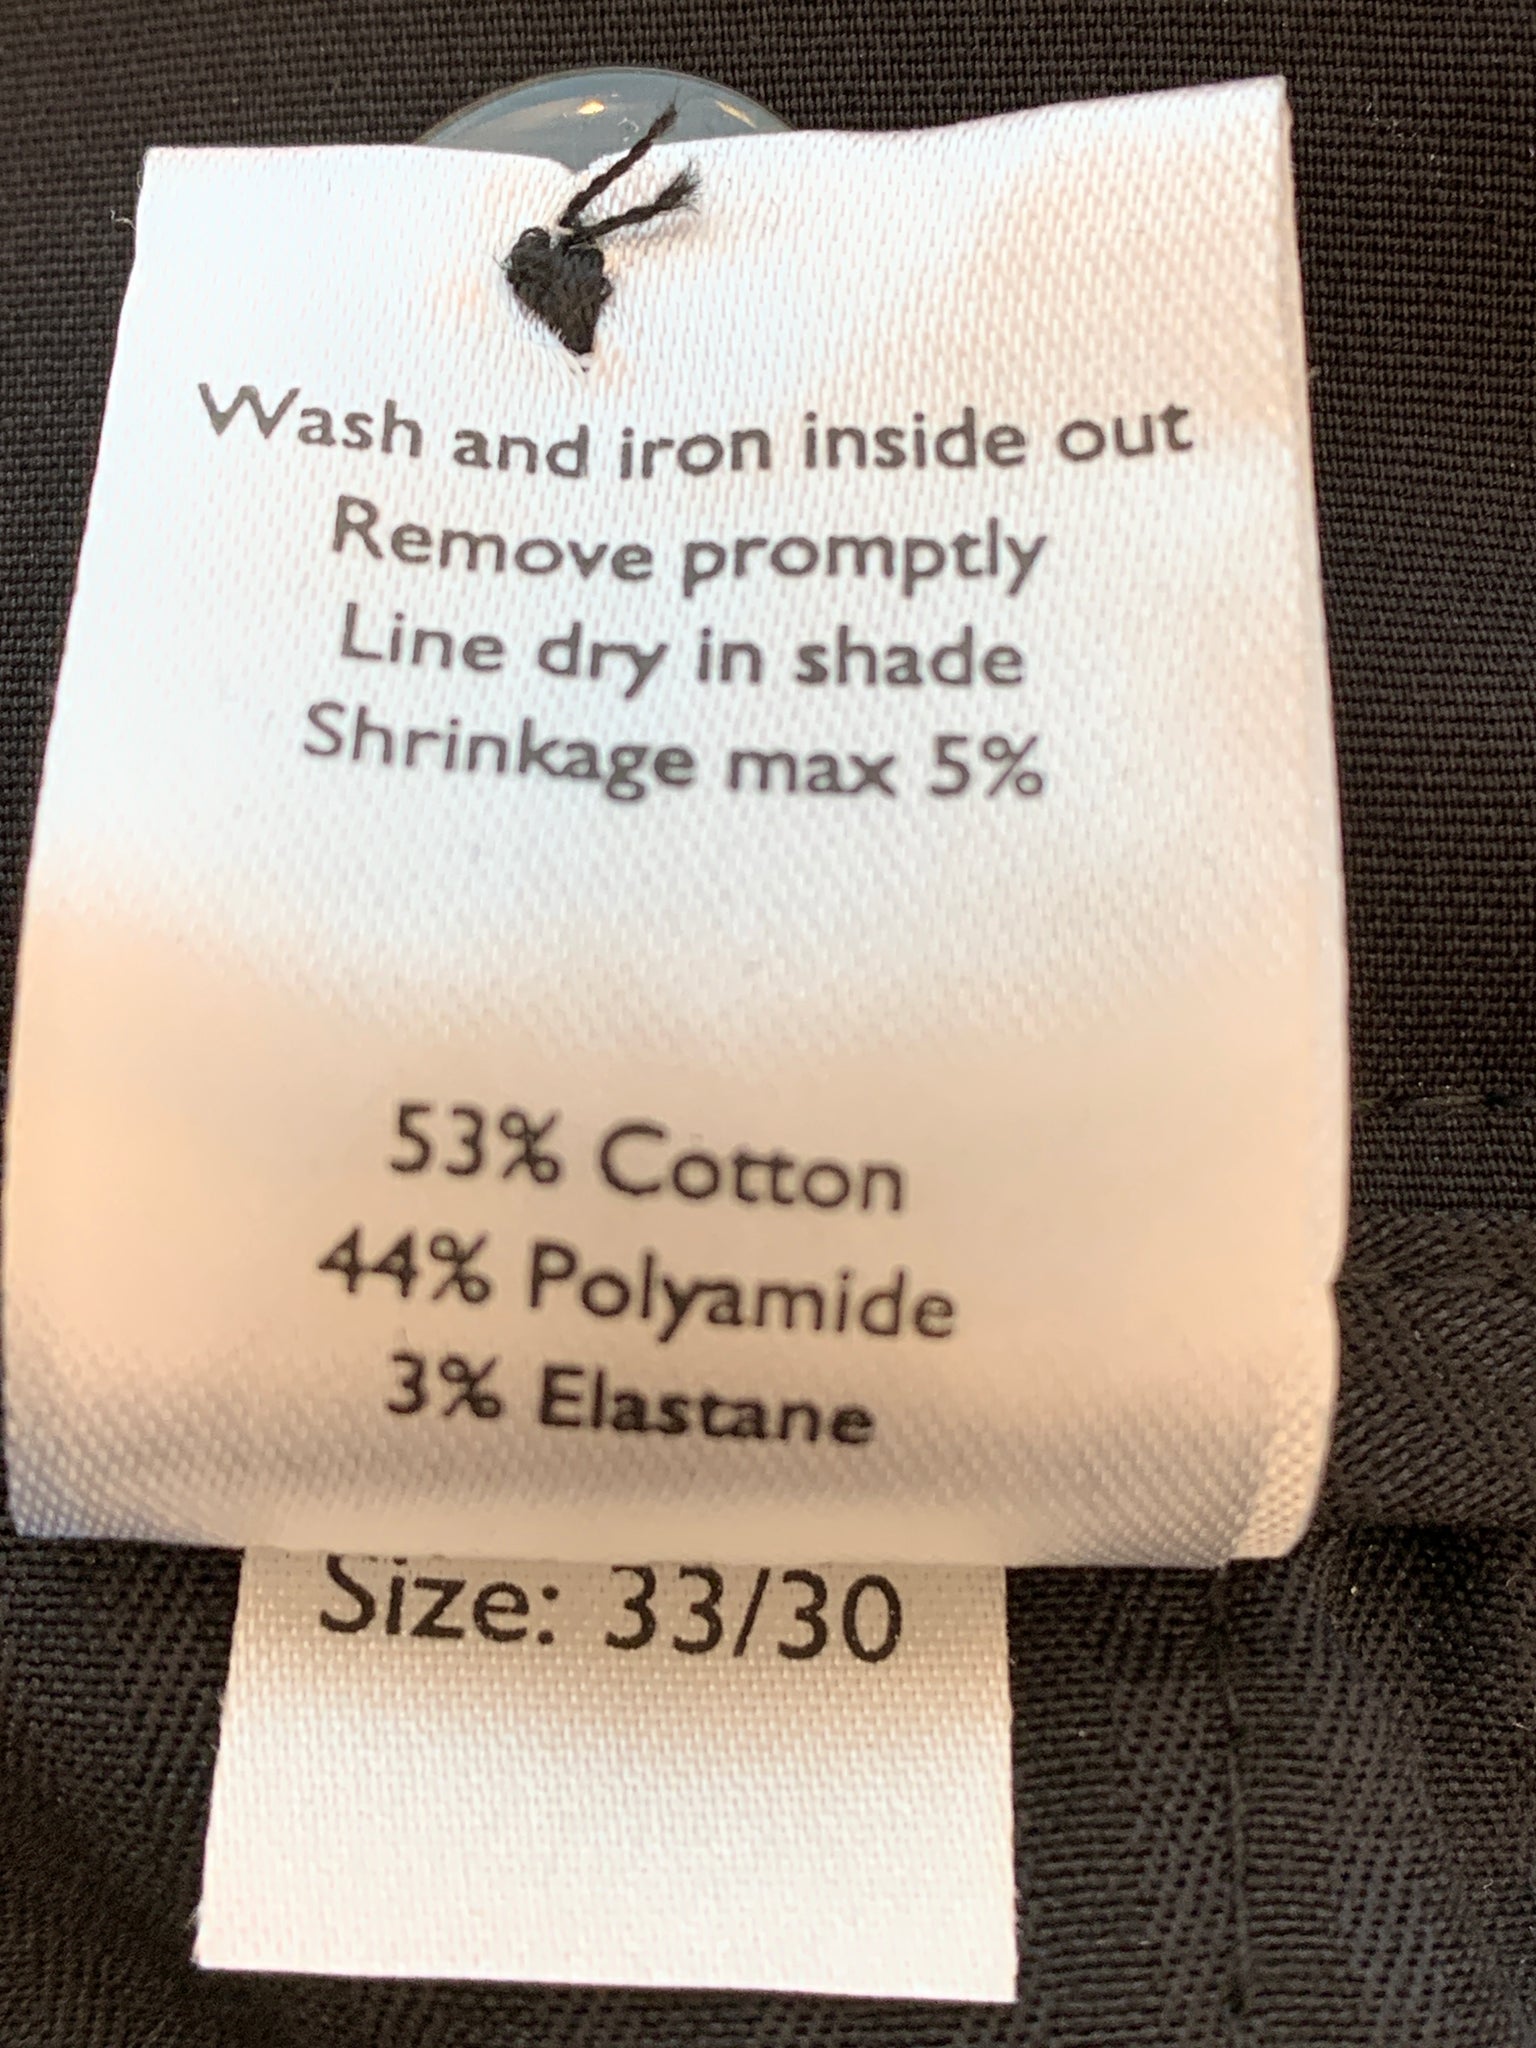 Wash and iron inside out
Remove promptly
Line dry in shade
Shrinkage max 5%
53% Cotton
44% Polyamide
3% Elastane
Size: 33/30